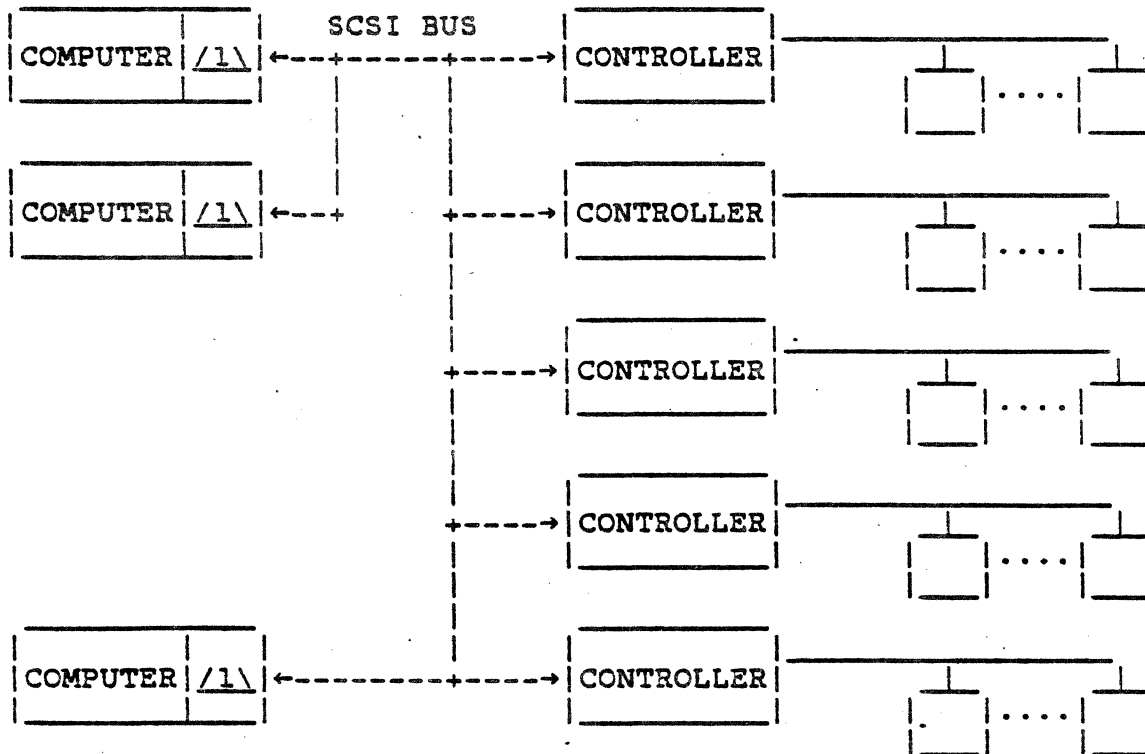 SCSI BUS
COMPUTER /1\ CONTROLLER
....
COMPUTER /1\ CONTROLLER
....
CONTROLLER
....
CONTROLLER
....
COMPUTER /1\ CONTROLLER
....